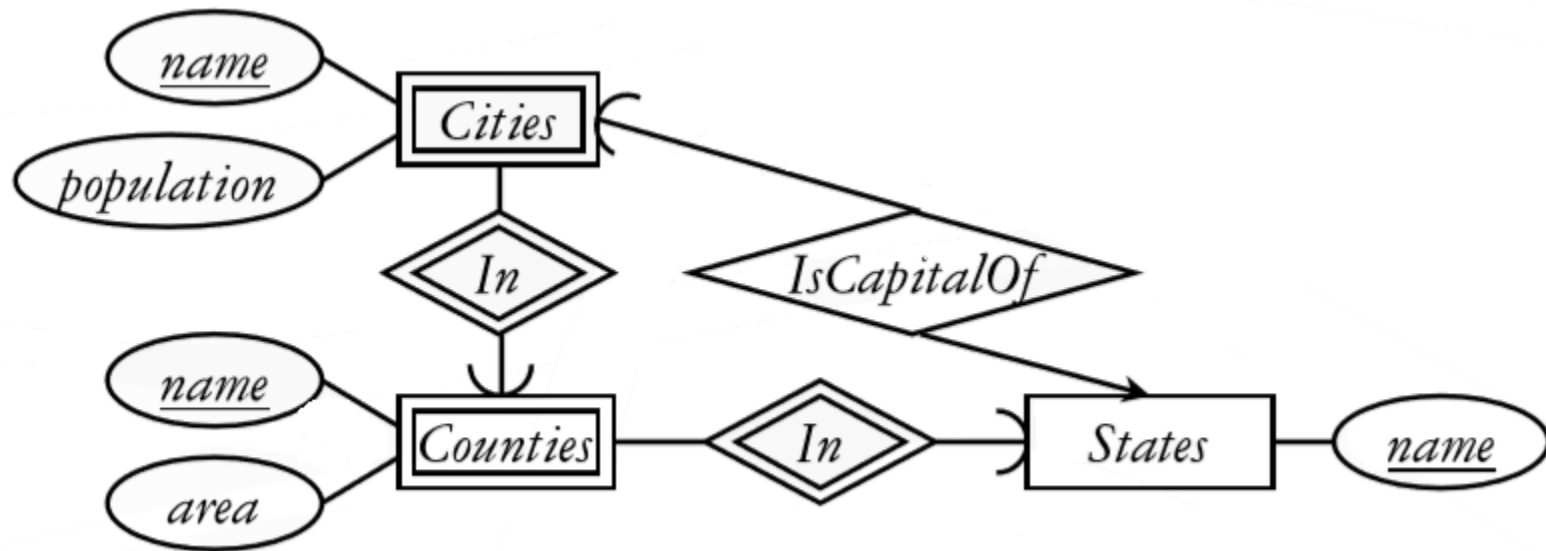 name
Cities
population
In
IsCapitalOf
name
Counties
In
States
name
area